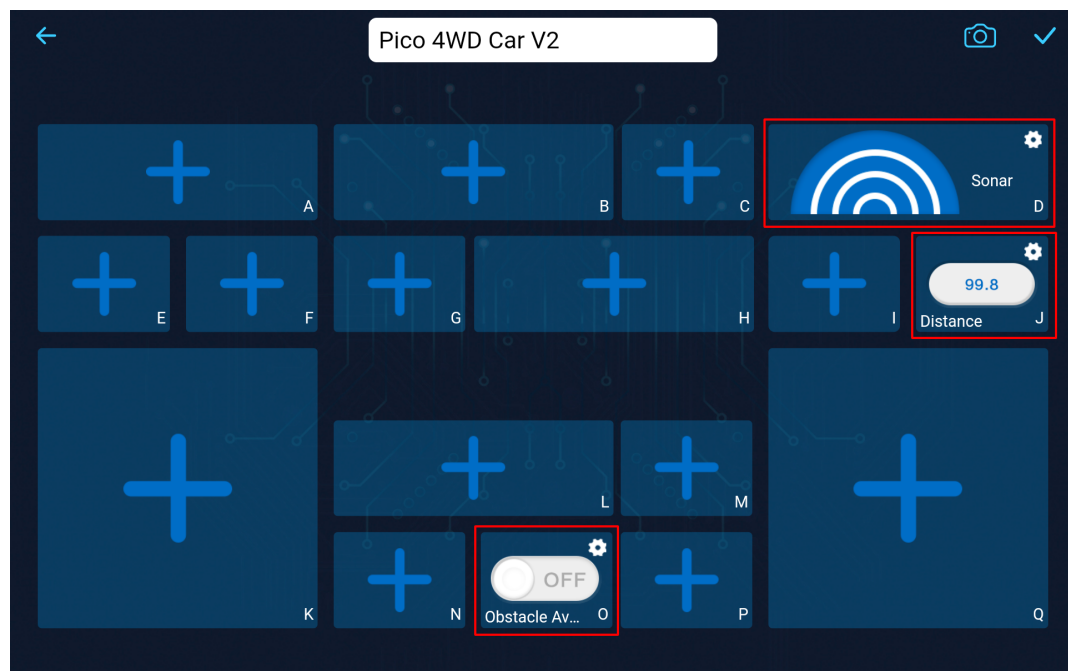 Pico 4WD Car V2
A
B
C
Sonar
D
E
F
G
H
I
99.8
Distance
J
K
L
M
N
OFF
Obstacle Av...
O
P
Q